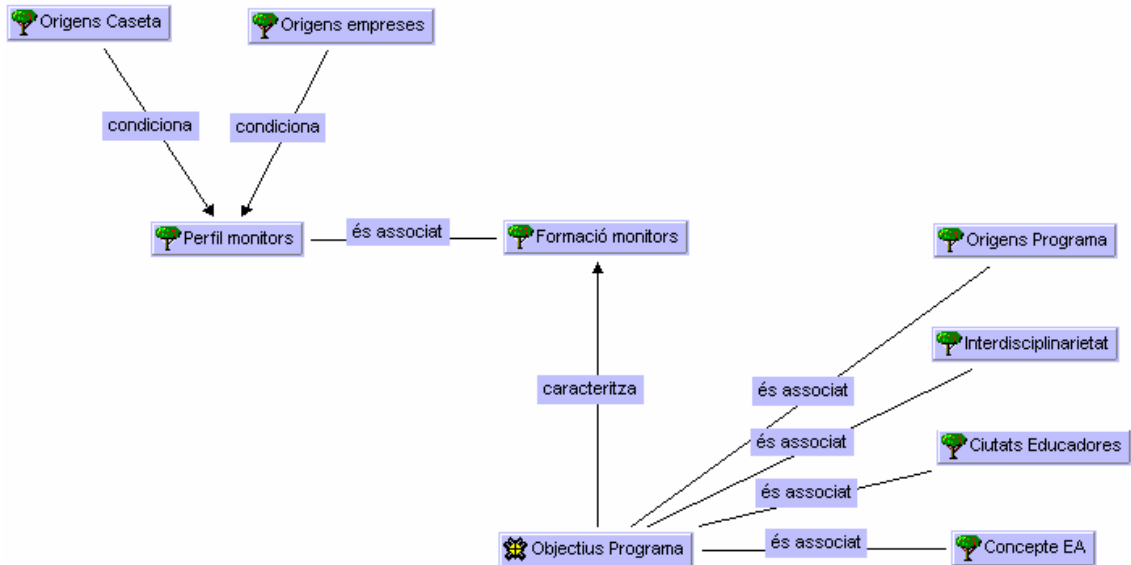 Origens Caseta
Origens empreses
condiciona
condiciona
Perfil monitors
és associat
Formació monitors
Origens Programa
Interdisciplinarietat
caracteritza
és associat
és associat
Ciutats Educadores
és associat
Objectius Programa
és associat
Concepte EA